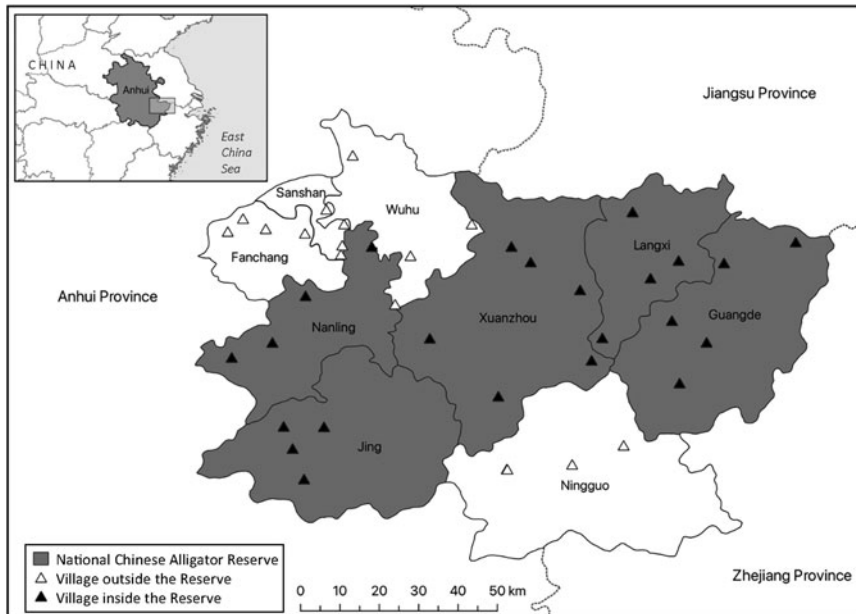 CHINA
Anhui
East
China
Sea
Jiangsu Province
Sanshan
Wuhu
Langxi
Fanchang
Anhui Province
Nanling
Xuanzhou
Guangde
Jing
Ningguo
National Chinese Alligator Reserve
Village outside the Reserve
Village inside the Reserve
0 10 20 30 40 50 km
Zhejiang Province